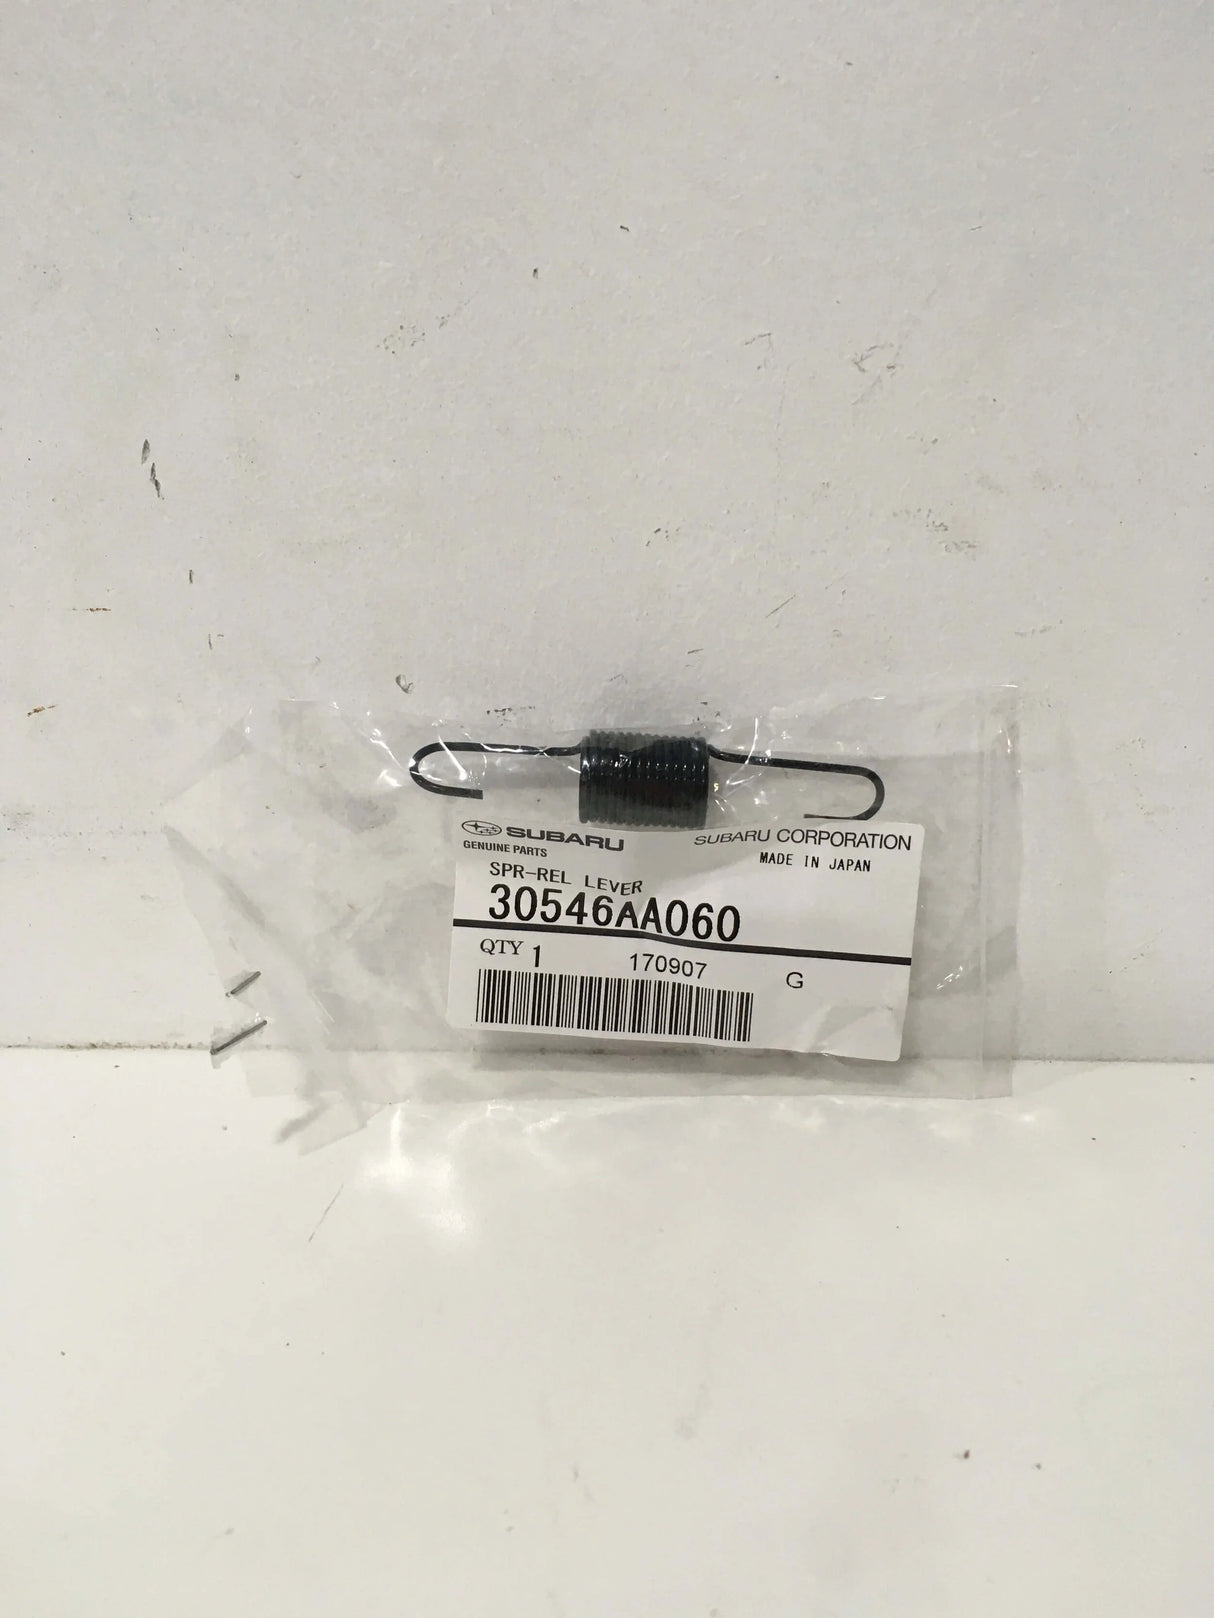 SUBARU SUBARU CORPORATION
GENUINE PARTS MADE IN JAPAN
SPR-REL LEVER
30546AA060
QTY 1 170907 G